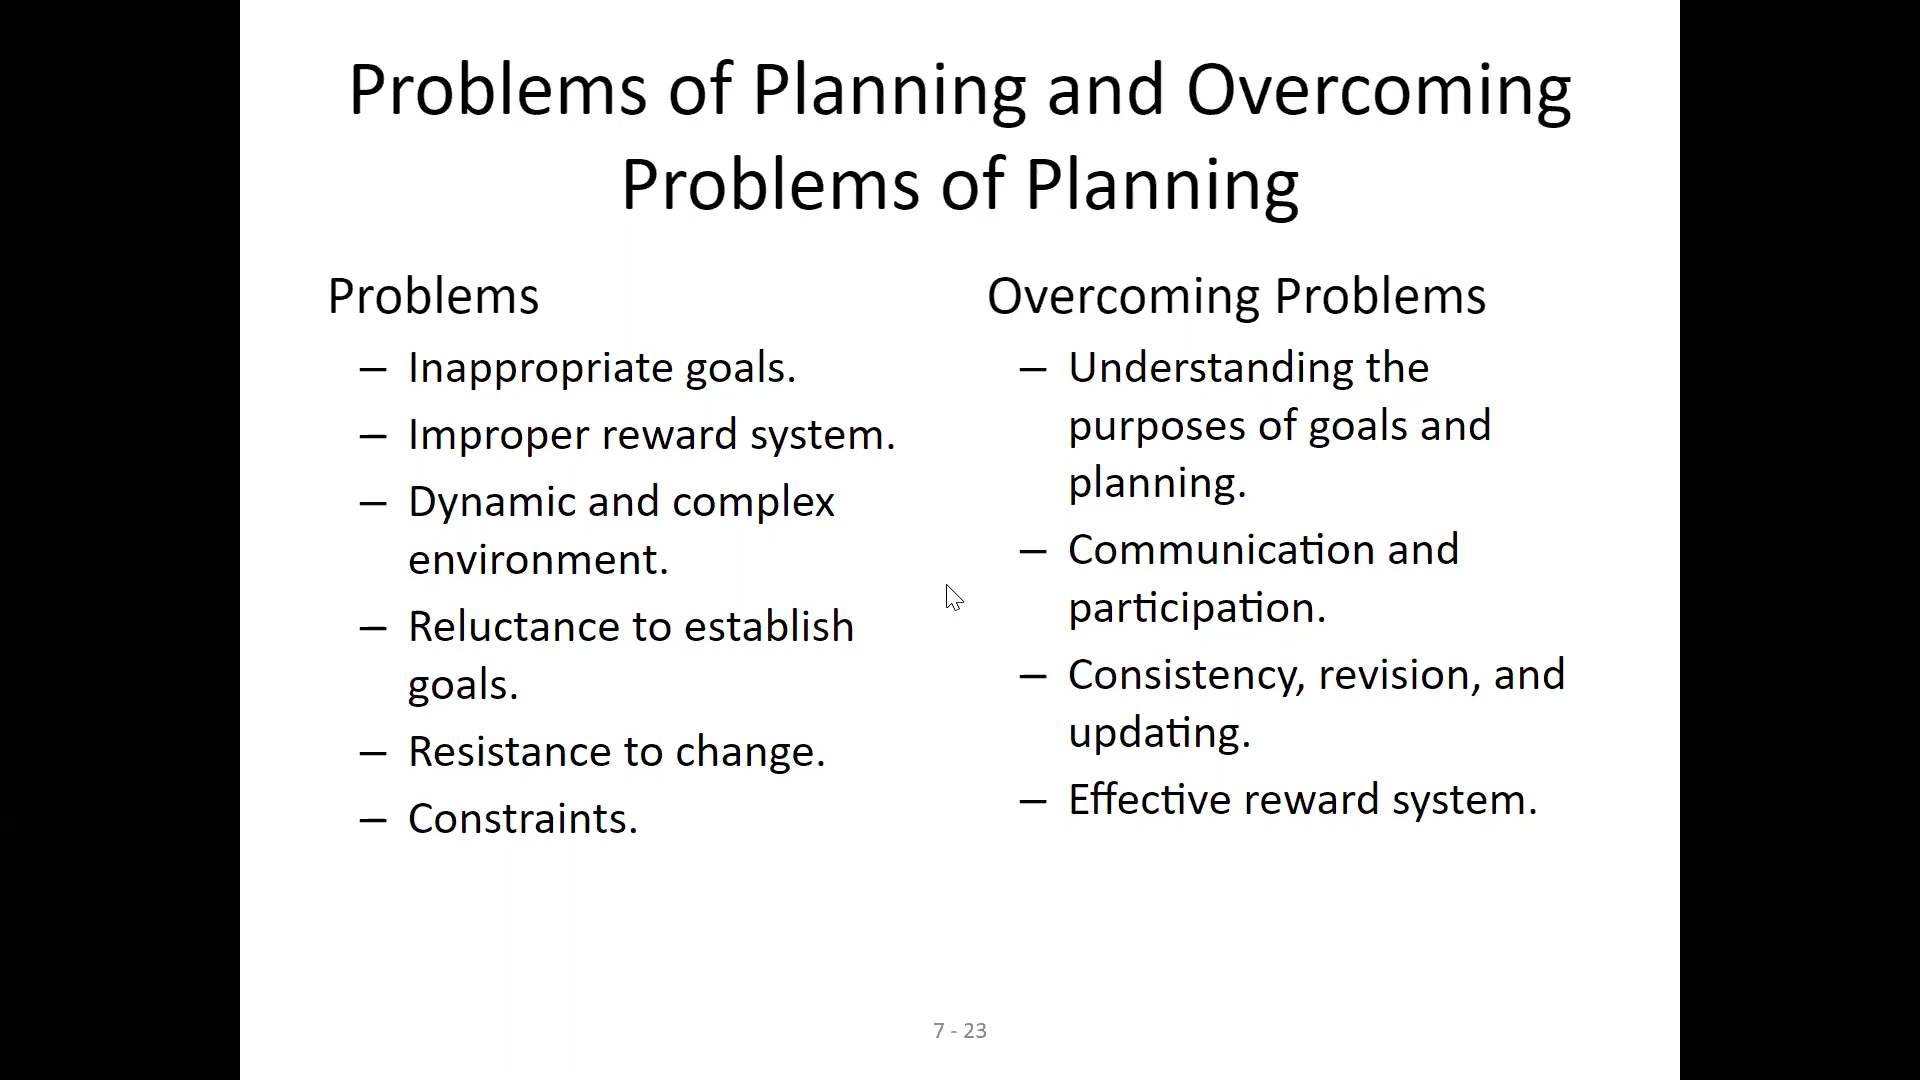 Problems of Planning and Overcoming
Problems of Planning
Problems
– Inappropriate goals.
– Improper reward system.
– Dynamic and complex
environment.
– Reluctance to establish
goals.
– Resistance to change.
– Constraints.
Overcoming Problems
– Understanding the
purposes of goals and
planning.
– Communication and
participation.
– Consistency, revision, and
updating.
– Effective reward system.
7 - 23